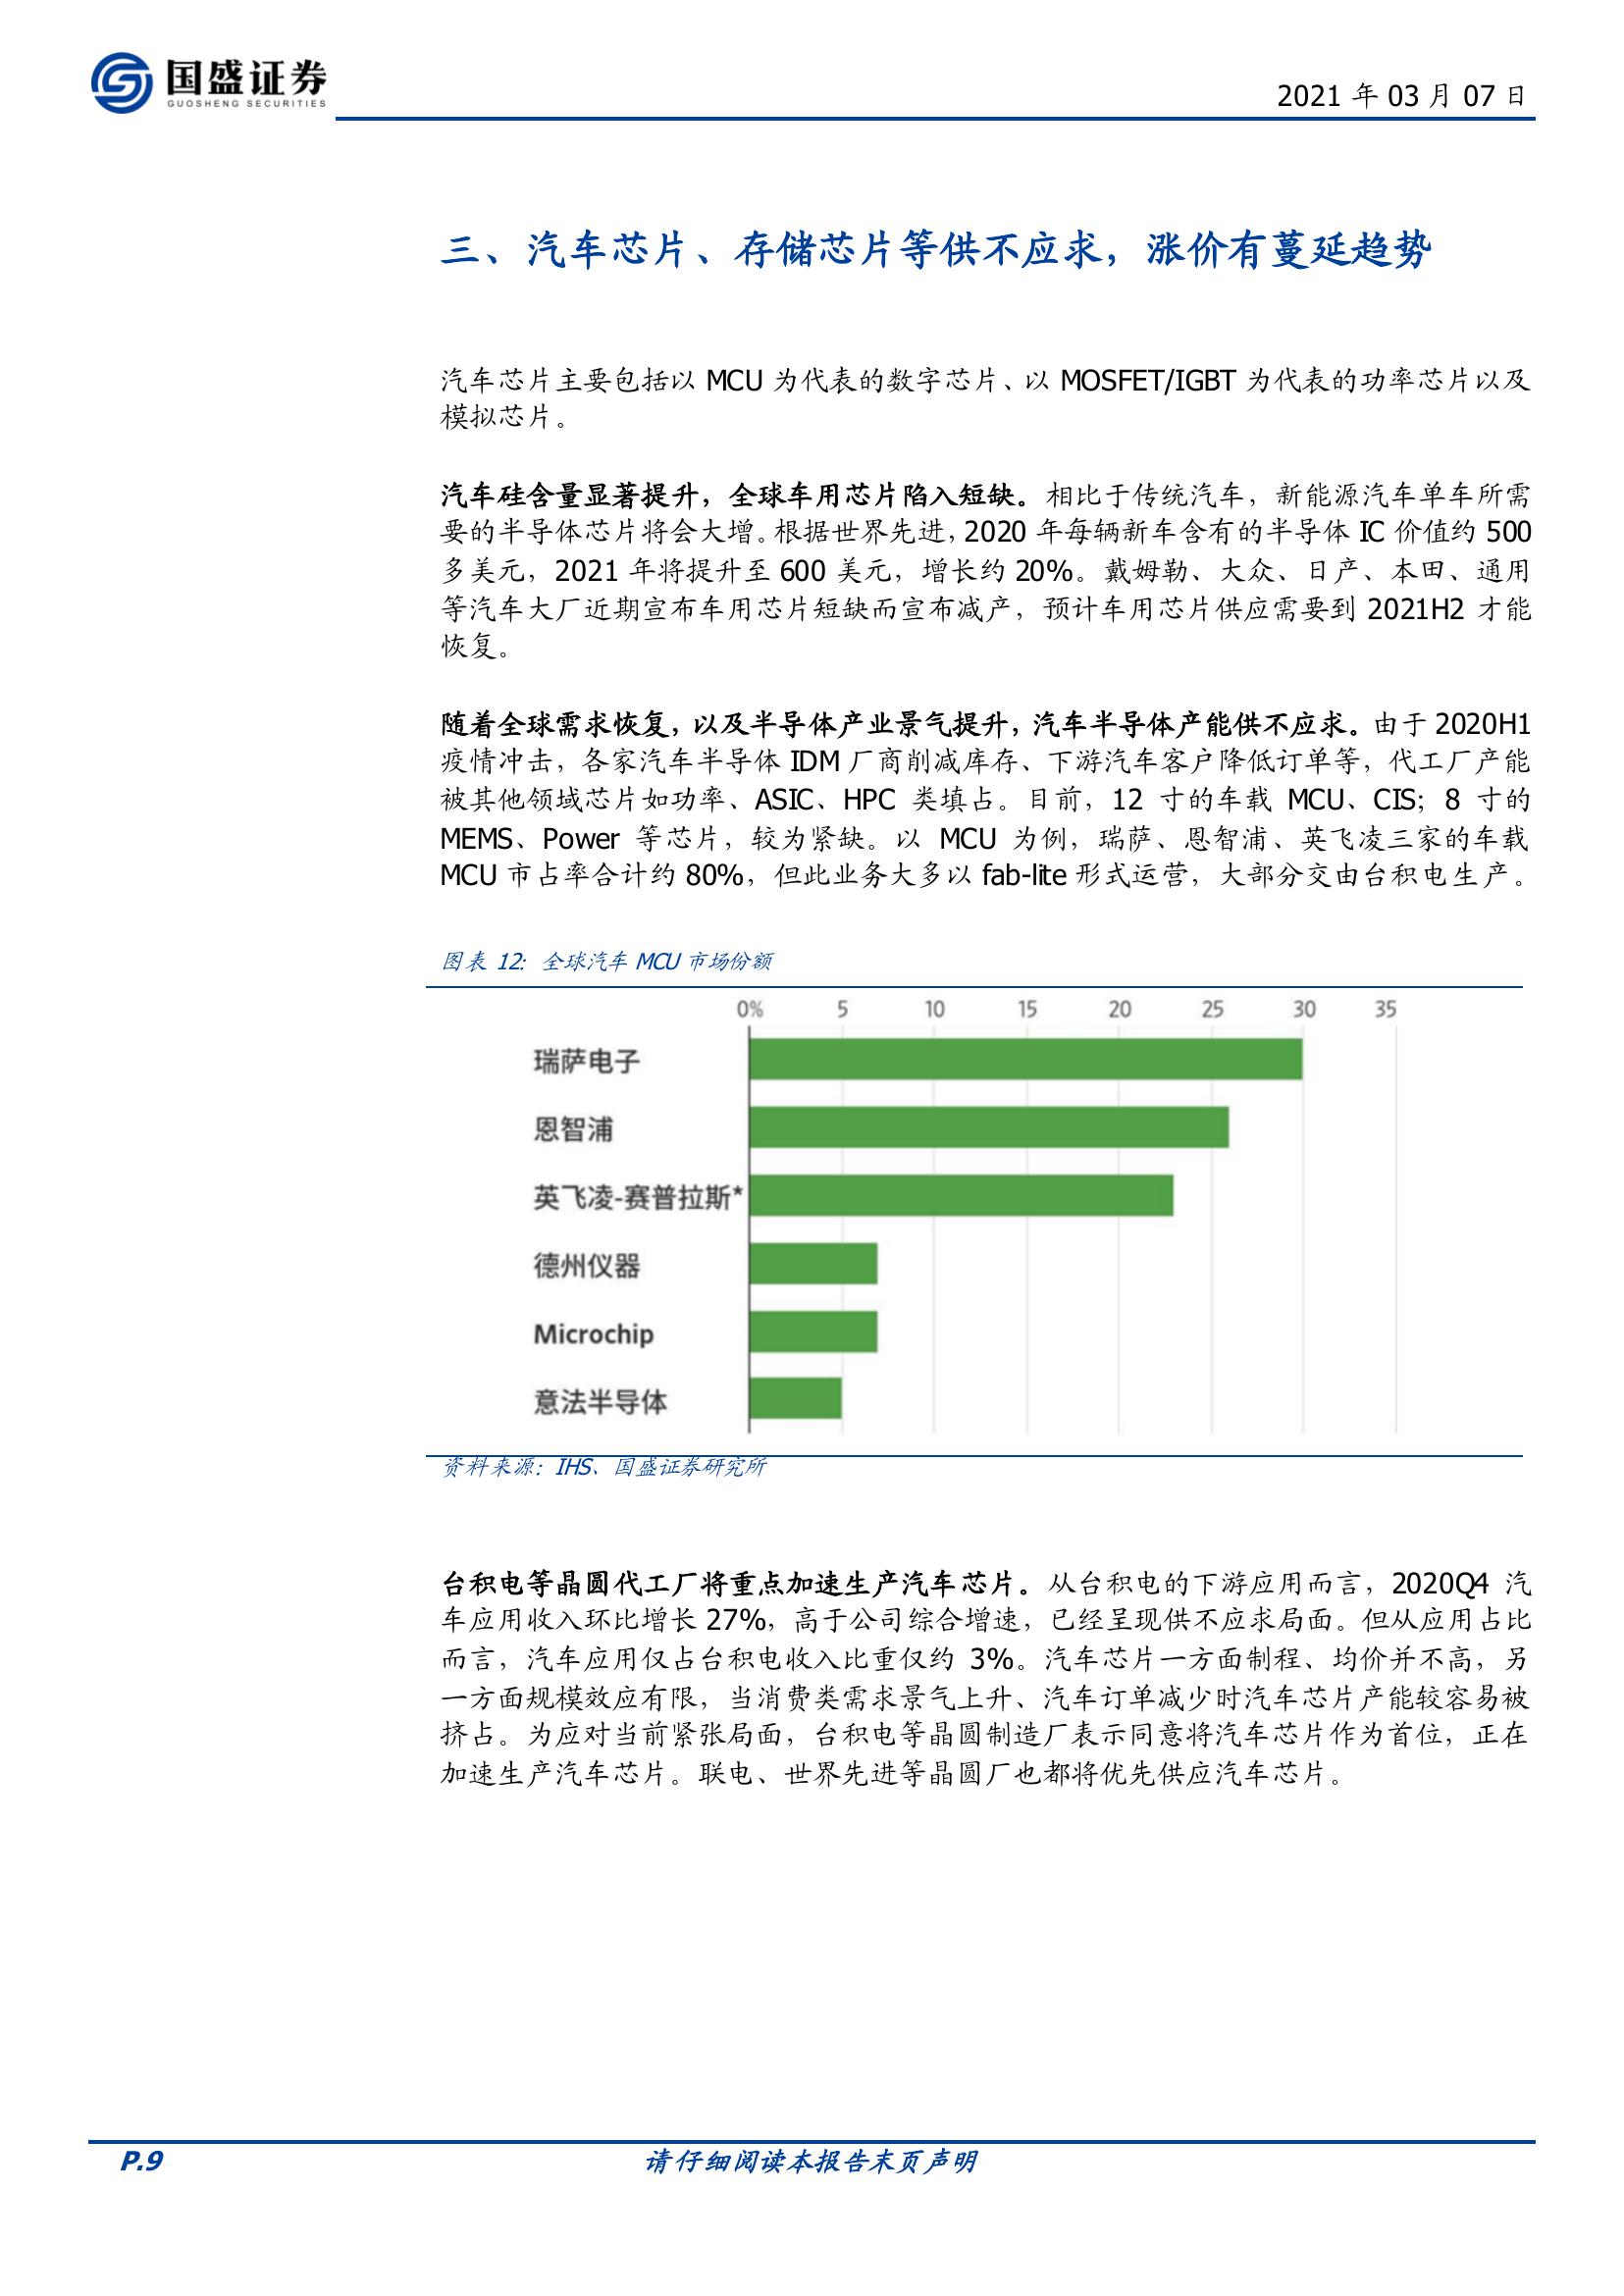 国盛证券
GUOSHENG SECURITIES
2021 年 03 月 07 日
三、汽车芯片、存储芯片等供不应求，涨价有蔓延趋势
汽车芯片主要包括以 MCU 为代表的数字芯片、以 MOSFET/IGBT 为代表的功率芯片以及
模拟芯片。
汽车硅含量显著提升，全球车用芯片陷入短缺。相比于传统汽车，新能源汽车单车所需
要的半导体芯片将会大增。根据世界先进，2020 年每辆新车含有的半导体 IC 价值约 500
多美元，2021 年将提升至 600 美元，增长约 20%。戴姆勒、大众、日产、本田、通用
等汽车大厂近期宣布车用芯片短缺而宣布减产，预计车用芯片供应需要到 2021H2 才能
恢复。
随着全球需求恢复，以及半导体产业景气提升，汽车半导体产能供不应求。由于 2020H1
疫情冲击，各家汽车半导体 IDM 厂商削减库存、下游汽车客户降低订单等，代工厂产能
被其他领域芯片如功率、ASIC、HPC 类填占。目前，12 寸的车载 MCU、CIS；8 寸的
MEMS、Power 等芯片，较为紧缺。以 MCU 为例，瑞萨、恩智浦、英飞凌三家的车载
MCU 市占率合计约 80%，但此业务大多以 fab-lite 形式运营，大部分交由台积电生产。
图表 12：全球汽车 MCU 市场份额
0% 5 10 15 20 25 30 35
瑞萨电子
恩智浦
英飞凌-赛普拉斯*
德州仪器
Microchip
意法半导体
资料来源：IHS、国盛证券研究所
台积电等晶圆代工厂将重点加速生产汽车芯片。从台积电的下游应用而言，2020Q4 汽
车应用收入环比增长 27%，高于公司综合增速，已经呈现供不应求局面。但从应用占比
而言，汽车应用仅占台积电收入比重仅约 3%。汽车芯片一方面制程、均价并不高，另
一方面规模效应有限，当消费类需求景气上升、汽车订单减少时汽车芯片产能较容易被
挤占。为应对当前紧张局面，台积电等晶圆制造厂表示同意将汽车芯片作为首位，正在
加速生产汽车芯片。联电、世界先进等晶圆厂也都将优先供应汽车芯片。
P.9
请仔细阅读本报告末页声明